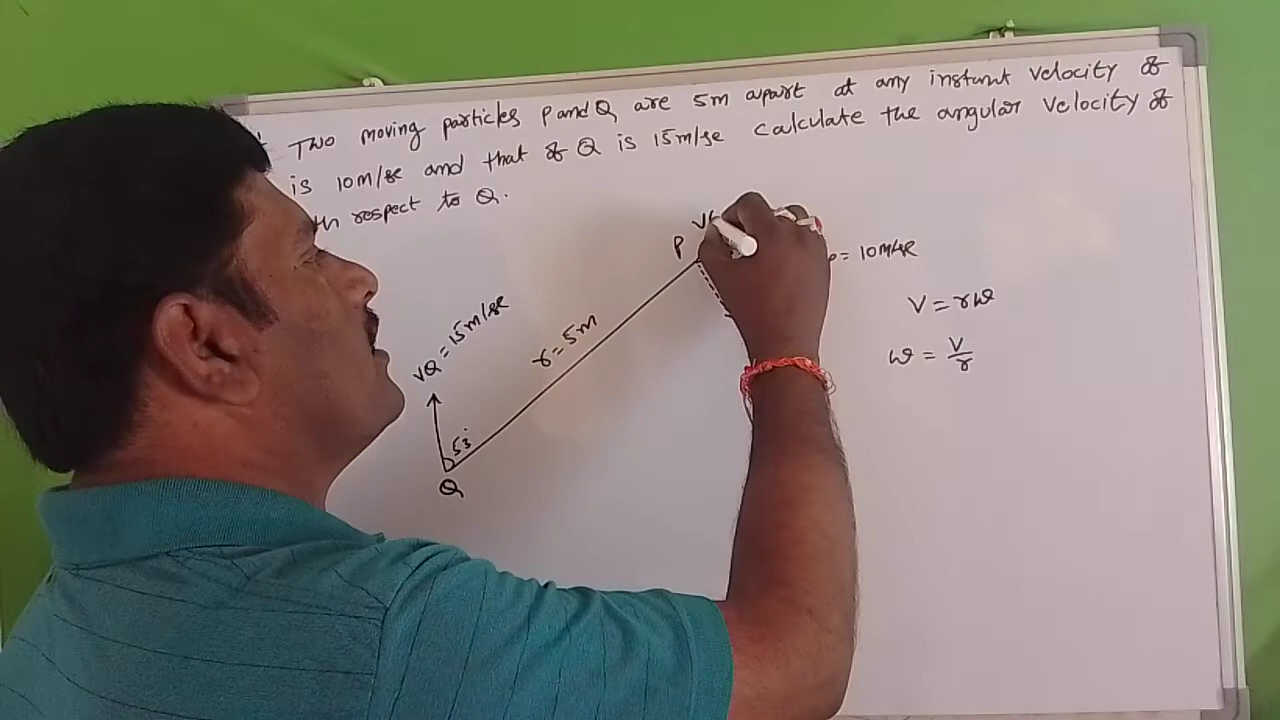 Two moving particles P and Q are 5m apart at any instant velocity of
is 10m/se and that of Q is 15m/se calculate the angular velocity of
th respect to Q.
P
= 10m/se
V = rω
ω = V/r
r = 5m
VQ = 15m/se
53°
Q